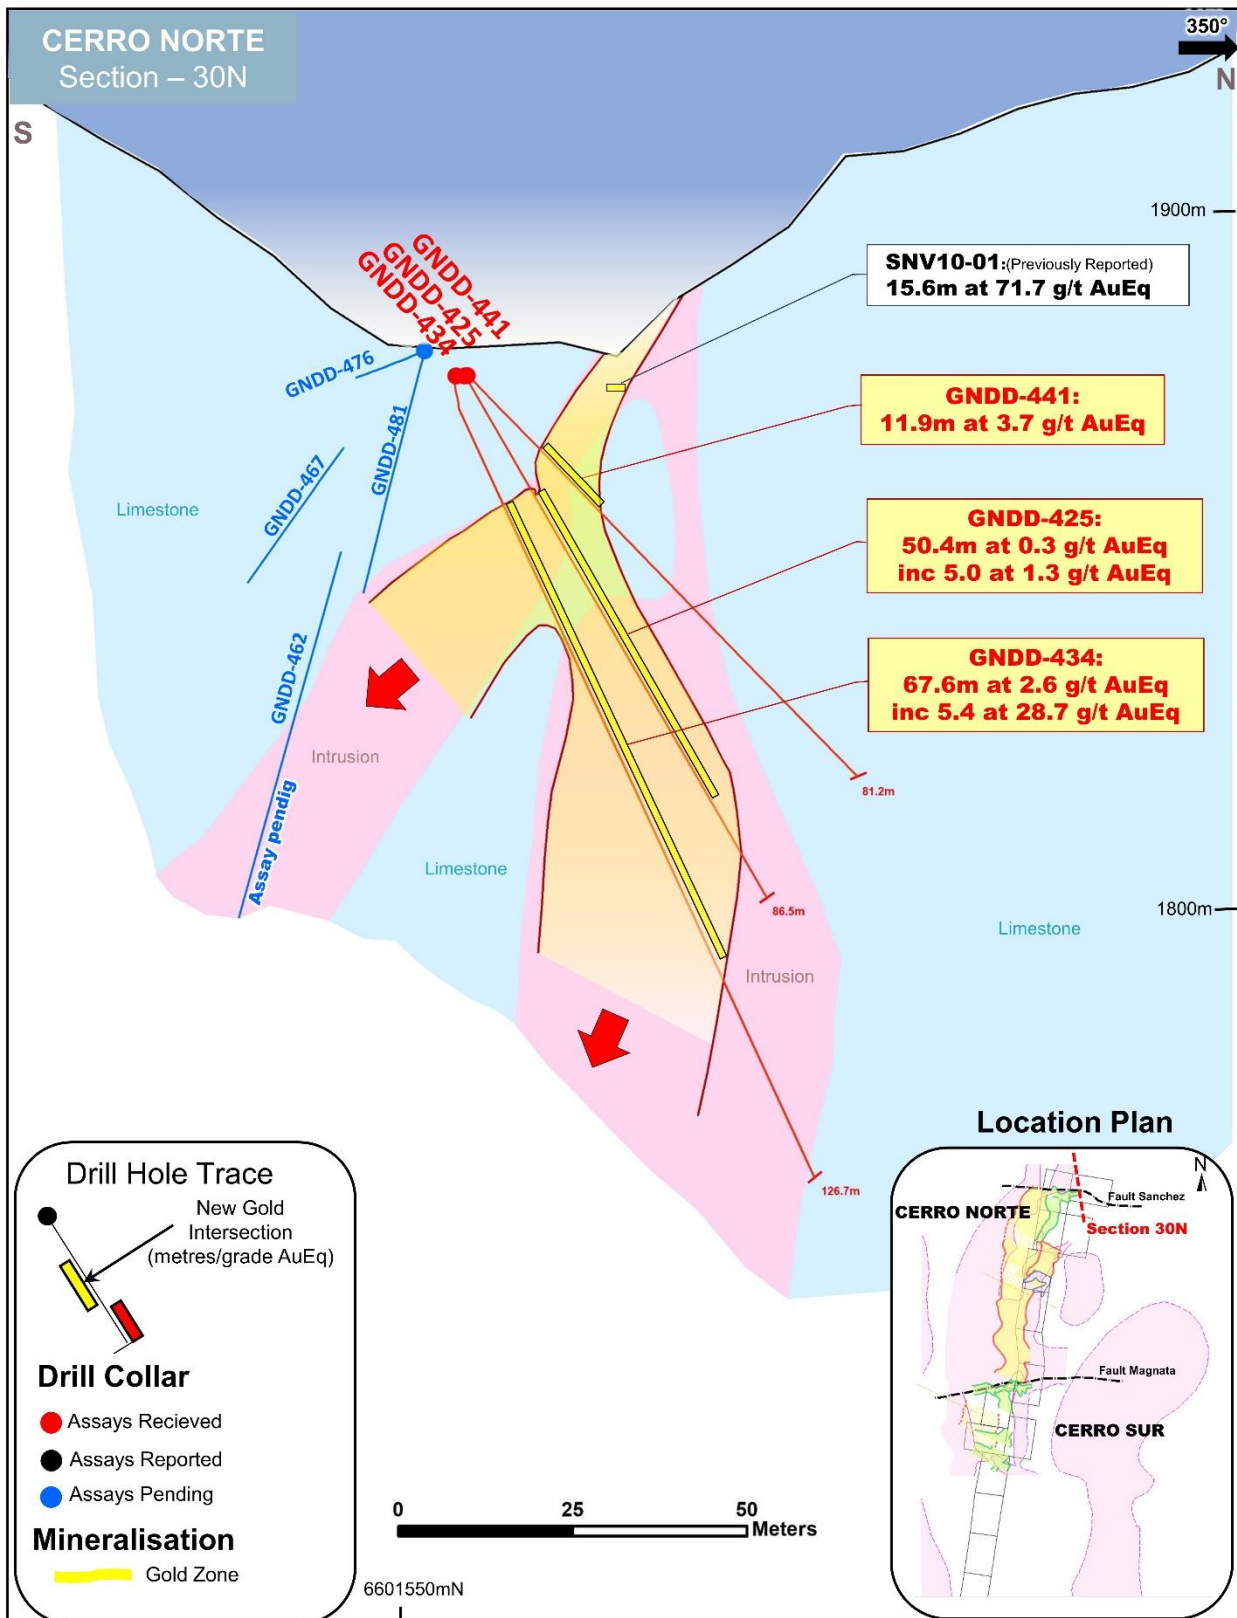 CERRO NORTE
Section – 30N
350°
N
S
1900m
GNDD-441
GNDD-425
GNDD-434
SNV10-01:(Previously Reported)
15.6m at 71.7 g/t AuEq
GNDD-476
GNDD-481
GNDD-467
GNDD-441:
11.9m at 3.7 g/t AuEq
Limestone
GNDD-425:
50.4m at 0.3 g/t AuEq
inc 5.0 at 1.3 g/t AuEq
GNDD-462
GNDD-434:
67.6m at 2.6 g/t AuEq
inc 5.4 at 28.7 g/t AuEq
Intrusion
81.2m
Assay pendig
Limestone
86.5m
1800m
Limestone
Intrusion
126.7m
Drill Hole Trace
New Gold
Intersection
(metres/grade AuEq)
Drill Collar
Assays Recieved
Assays Reported
Assays Pending
Mineralisation
Gold Zone
0 25 50
Meters
6601550mN
Location Plan
N
Fault Sanchez
CERRO NORTE
Section 30N
Fault Magnata
CERRO SUR